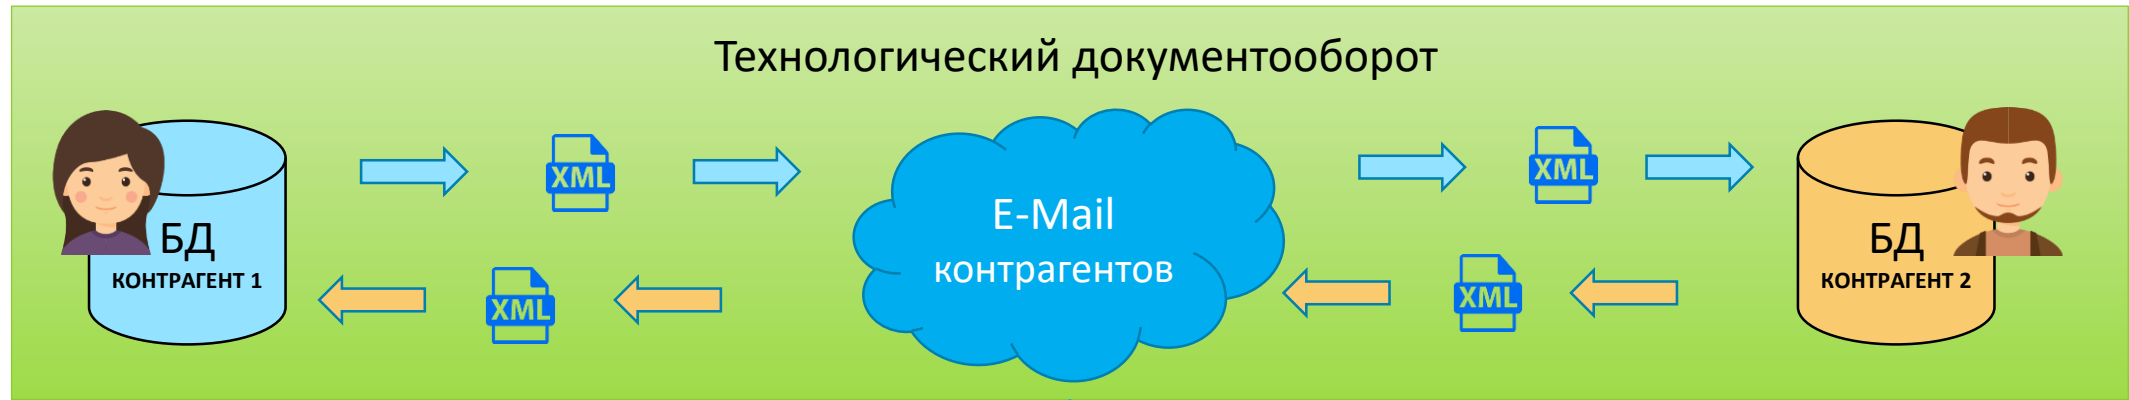 Технологический документооборот
XML
XML
E-Mail
контрагентов
БД
КОНТРАГЕНТ 1
БД
КОНТРАГЕНТ 2
XML
XML